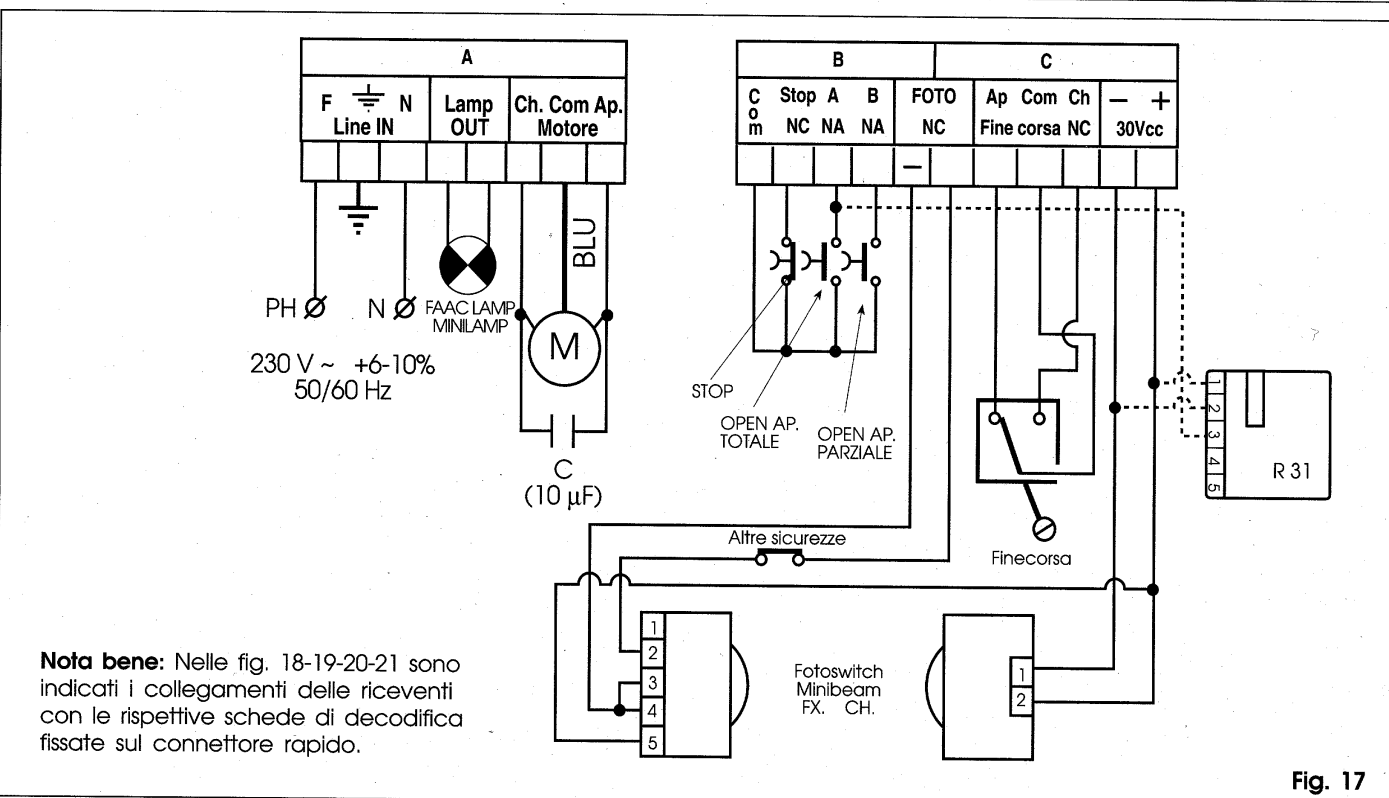 A
F N
Line IN
Lamp
OUT
Ch. Com Ap.
Motore
BLU
PH
N
FAAC LAMP
MINILAMP
230 V ~ +6-10%
50/60 Hz
M
C
(10 µF)
B
C
Com
Stop
NC
A
NA
B
NA
FOTO
NC
Ap Com Ch
Fine corsa NC
— +
30Vcc
—
STOP
OPEN AP.
TOTALE
OPEN AP.
PARZIALE
1
2
3
4
5
R 31
Finecorsa
Altre sicurezze
1
2
3
4
5
Fotoswitch
Minibeam
FX. CH.
1
2
Nota bene: Nelle fig. 18-19-20-21 sono
indicati i collegamenti delle riceventi
con le rispettive schede di decodifica
fissate sul connettore rapido.
Fig. 17